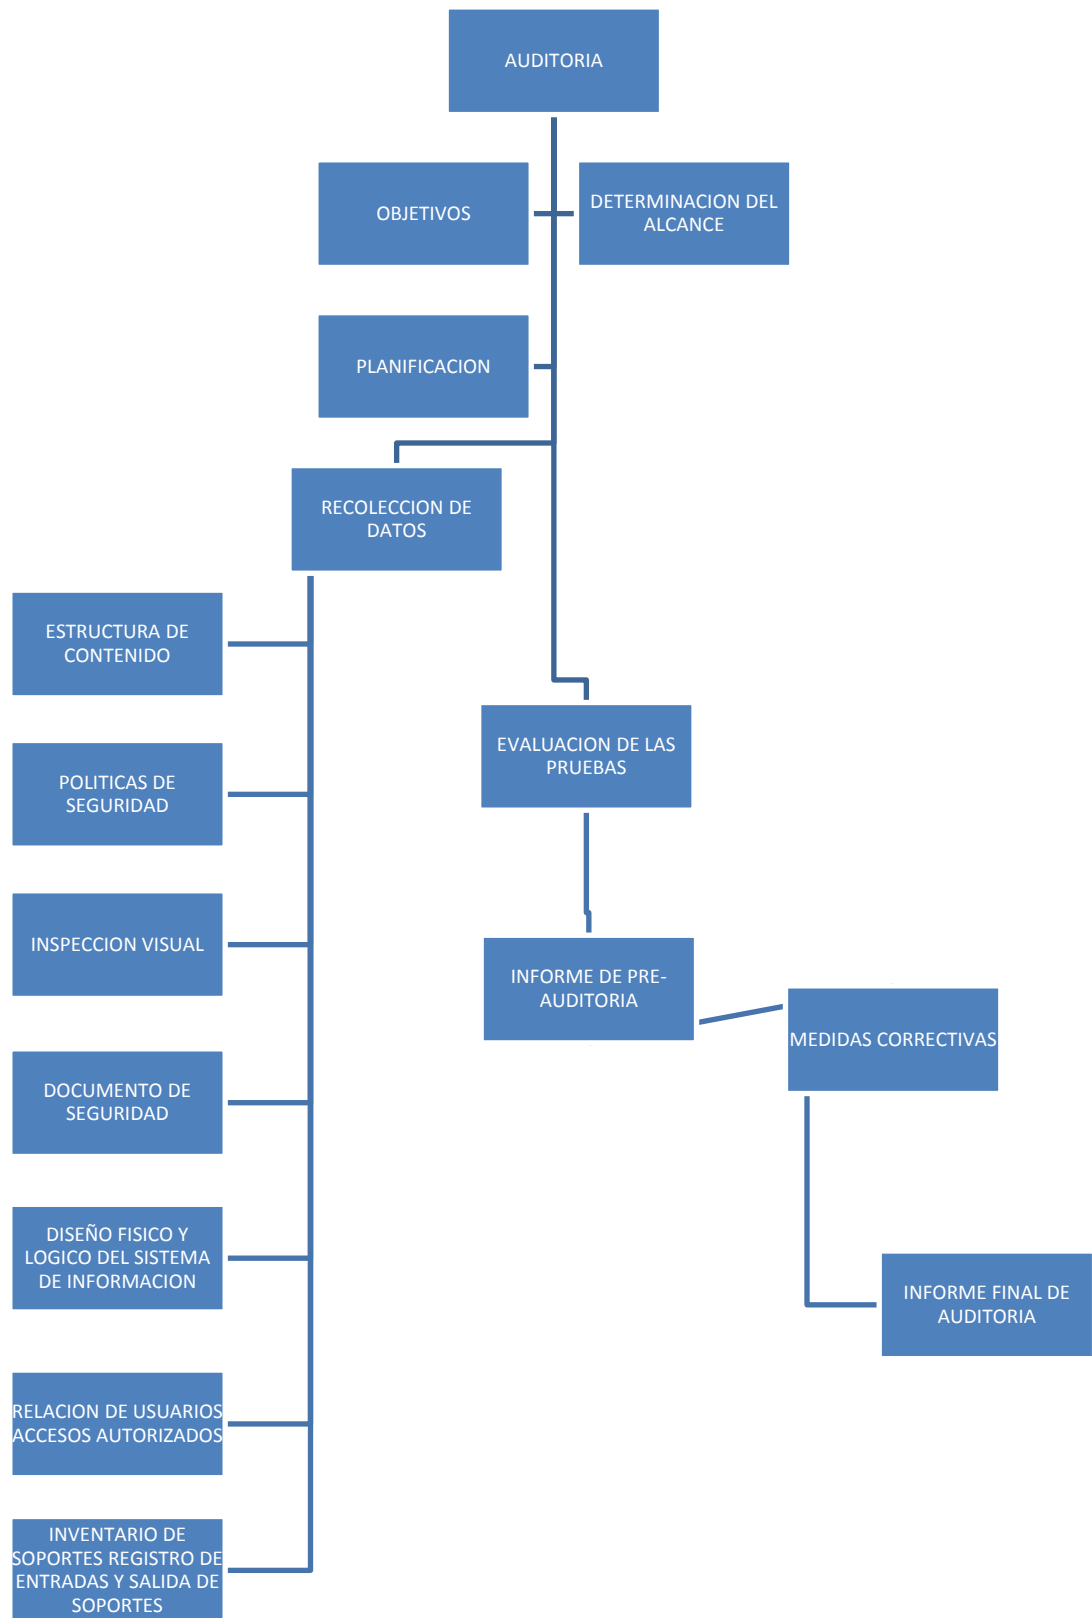 AUDITORIA
OBJETIVOS
DETERMINACION DEL
ALCANCE
PLANIFICACION
RECOLECCION DE
DATOS
ESTRUCTURA DE
CONTENIDO
POLITICAS DE
SEGURIDAD
INSPECCION VISUAL
DOCUMENTO DE
SEGURIDAD
DISEÑO FISICO Y
LOGICO DEL SISTEMA
DE INFORMACION
RELACION DE USUARIOS
ACCESOS AUTORIZADOS
INVENTARIO DE
SOPORTES REGISTRO DE
ENTRADAS Y SALIDA DE
SOPORTES
EVALUACION DE LAS
PRUEBAS
INFORME DE PRE-
AUDITORIA
MEDIDAS CORRECTIVAS
INFORME FINAL DE
AUDITORIA